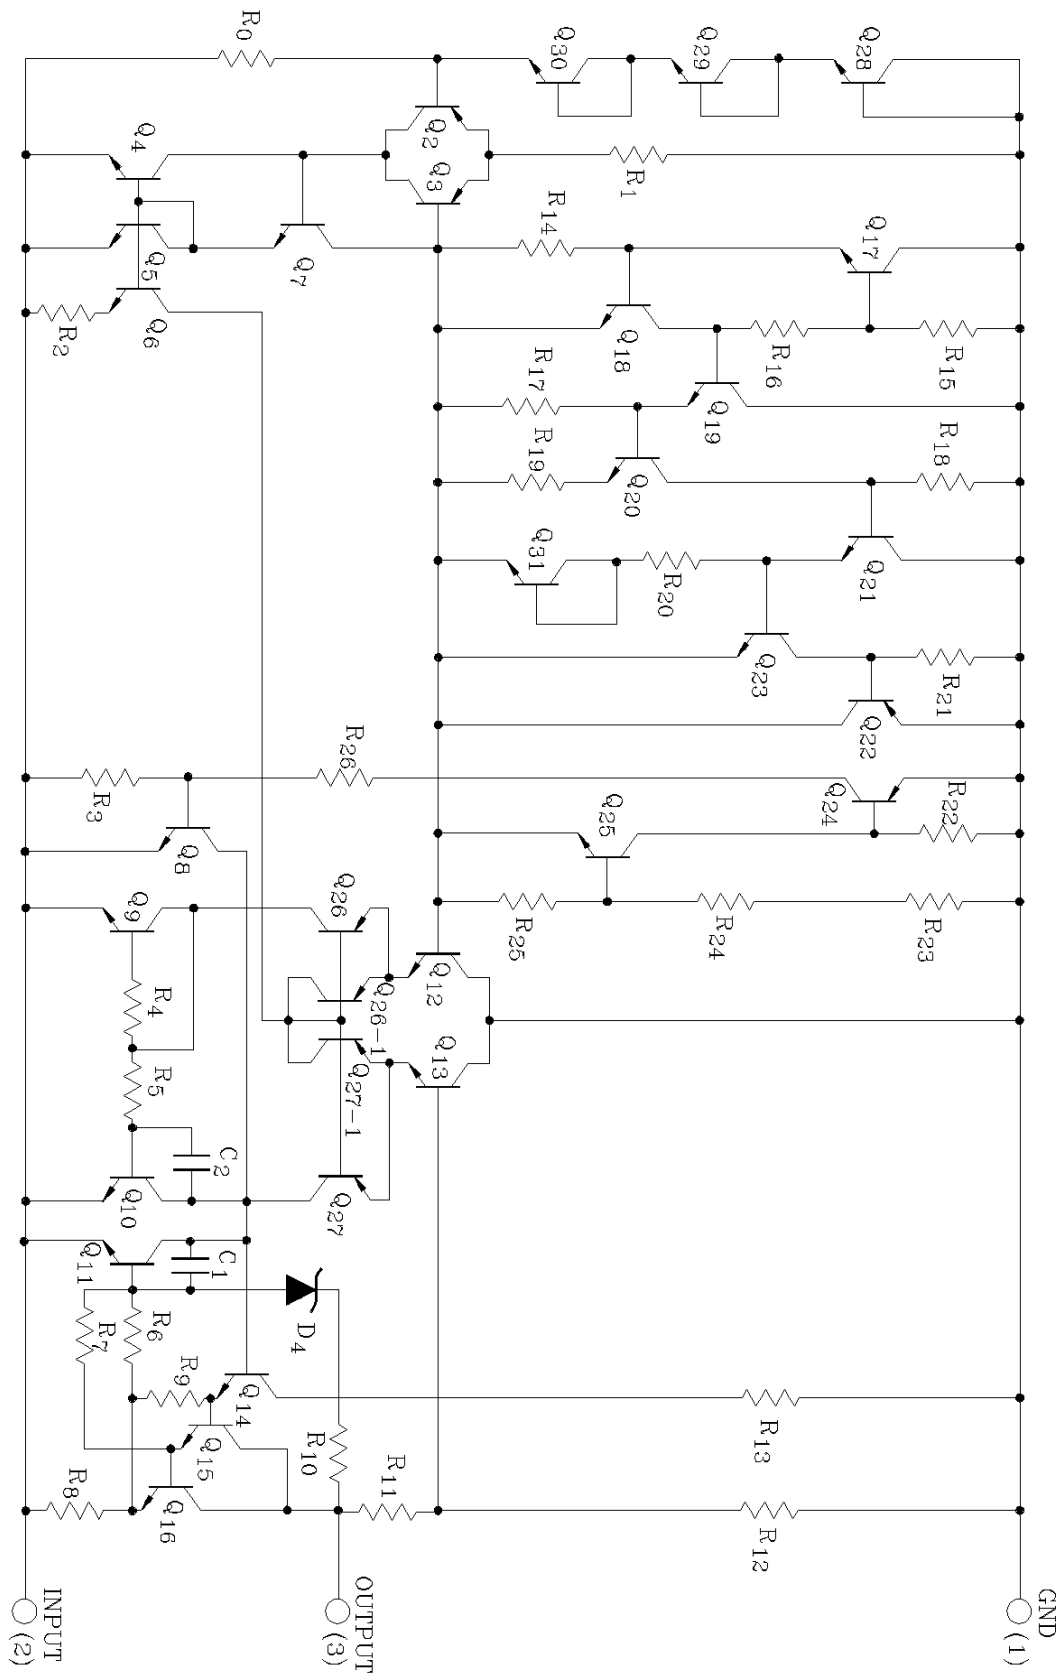 GND
(1)
R0
Q30
Q29
Q28
Q4
Q2
Q3
R1
R14
Q17
Q5
Q7
R2
Q6
Q18
R16
R15
R17
Q19
R19
R18
Q20
Q31
R20
Q21
Q23
R21
Q22
R26
R3
Q25
Q24
R22
Q8
Q9
Q26
R25
R24
R23
Q12
R4
Q26-1
Q13
R5
Q27-1
C2
Q10
Q27
Q11
C1
R7
R6
D4
R9
Q14
R10
R13
Q15
R11
R8
Q16
R12
OUTPUT
(3)
INPUT
(2)